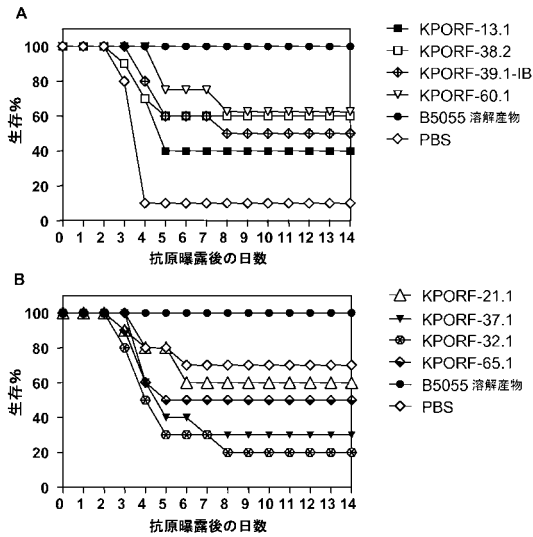 A
生存%
100
80
60
40
20
0
0 1 2 3 4 5 6 7 8 9 10 11 12 13 14
抗原曝露後の日数
KPORF-13.1
KPORF-38.2
KPORF-39.1-IB
KPORF-60.1
B5055 溶解産物
PBS
B
生存%
100
80
60
40
20
0
0 1 2 3 4 5 6 7 8 9 10 11 12 13 14
抗原曝露後の日数
KPORF-21.1
KPORF-37.1
KPORF-32.1
KPORF-65.1
B5055 溶解産物
PBS